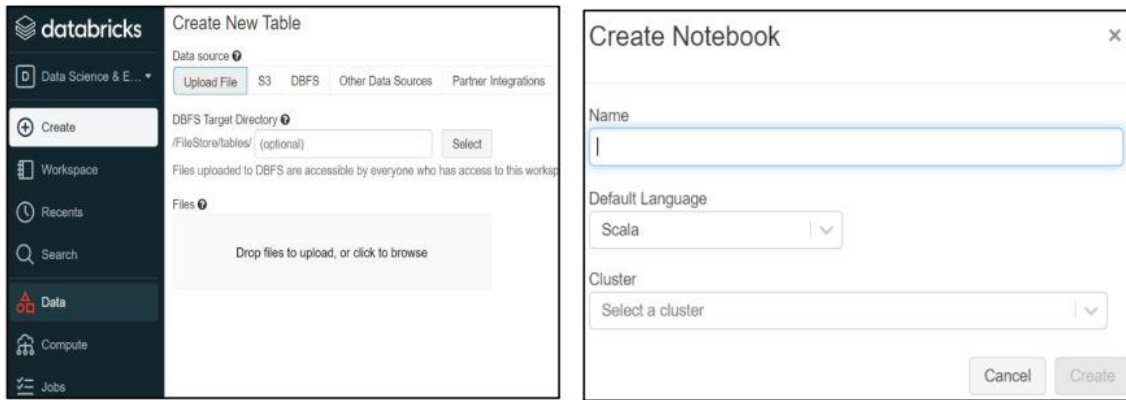 databricks
D Data Science & E...
Create
Workspace
Recents
Search
Data
Compute
Jobs
Create New Table
Data source ?
Upload File S3 DBFS Other Data Sources Partner Integrations
DBFS Target Directory ?
/FileStore/tables/ (optional) Select
Files uploaded to DBFS are accessible by everyone who has access to this worksp
Files ?
Drop files to upload, or click to browse
Create Notebook ×
Name
Default Language
Scala
Cluster
Select a cluster
Cancel Create